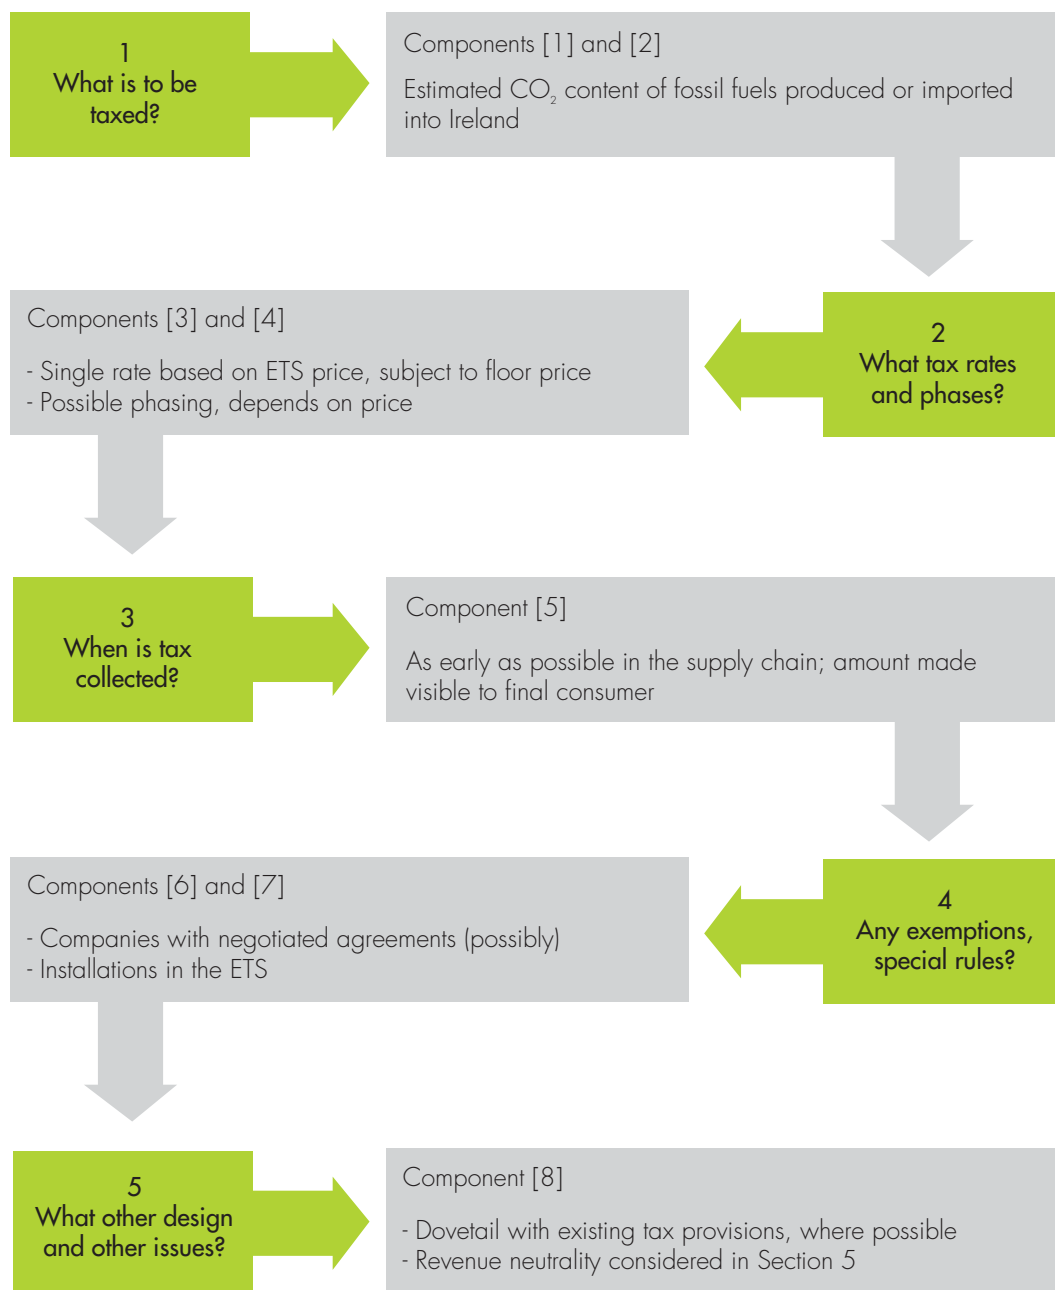 1
What is to be
taxed?
Components [1] and [2]
Estimated CO₂ content of fossil fuels produced or imported
into Ireland
2
What tax rates
and phases?
Components [3] and [4]
- Single rate based on ETS price, subject to floor price
- Possible phasing, depends on price
3
When is tax
collected?
Component [5]
As early as possible in the supply chain; amount made
visible to final consumer
4
Any exemptions,
special rules?
Components [6] and [7]
- Companies with negotiated agreements (possibly)
- Installations in the ETS
5
What other design
and other issues?
Component [8]
- Dovetail with existing tax provisions, where possible
- Revenue neutrality considered in Section 5